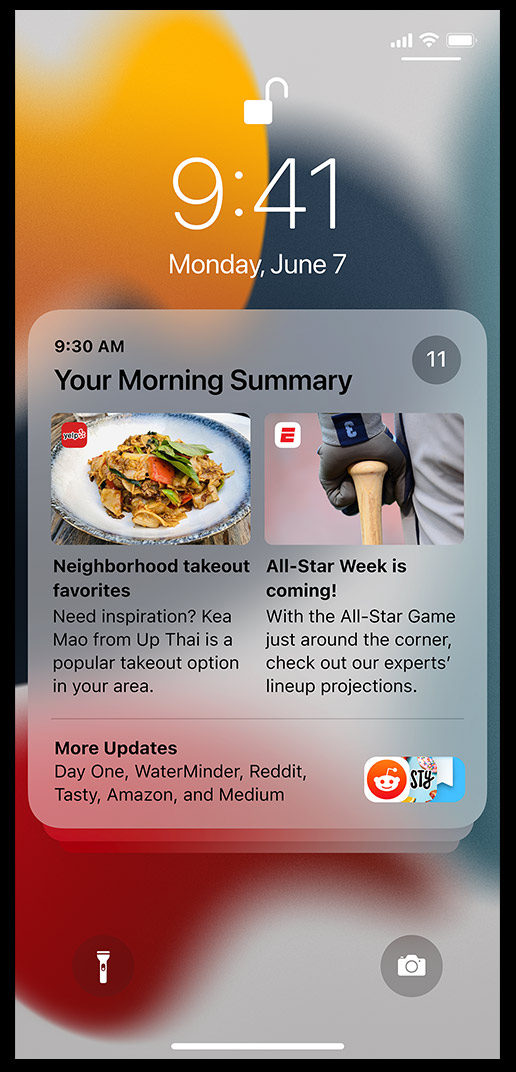 9:41
Monday, June 7
9:30 AM
11
Your Morning Summary
yelp
E
3
Neighborhood takeout
favorites
Need inspiration? Kea
Mao from Up Thai is a
popular takeout option
in your area.
All-Star Week is
coming!
With the All-Star Game
just around the corner,
check out our experts’
lineup projections.
More Updates
Day One, WaterMinder, Reddit,
Tasty, Amazon, and Medium
STY